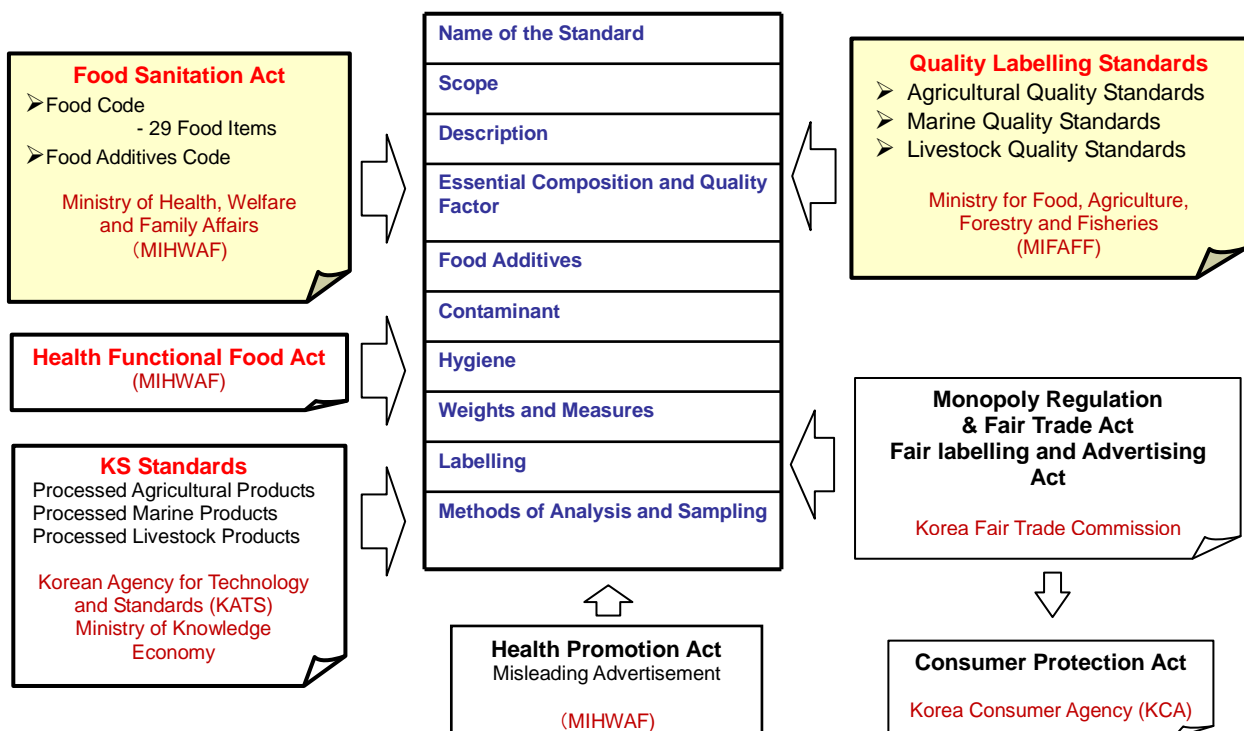 Food Sanitation Act
➢Food Code
- 29 Food Items
➢Food Additives Code
Ministry of Health, Welfare
and Family Affairs
(MIHWAF)
Health Functional Food Act
(MIHWAF)
KS Standards
Processed Agricultural Products
Processed Marine Products
Processed Livestock Products
Korean Agency for Technology
and Standards (KATS)
Ministry of Knowledge
Economy
Name of the Standard
Scope
Description
Essential Composition and Quality
Factor
Food Additives
Contaminant
Hygiene
Weights and Measures
Labelling
Methods of Analysis and Sampling
Health Promotion Act
Misleading Advertisement
(MIHWAF)
Quality Labelling Standards
➢ Agricultural Quality Standards
➢ Marine Quality Standards
➢ Livestock Quality Standards
Ministry for Food, Agriculture,
Forestry and Fisheries
(MIFAFF)
Monopoly Regulation
& Fair Trade Act
Fair labelling and Advertising
Act
Korea Fair Trade Commission
Consumer Protection Act
Korea Consumer Agency (KCA)